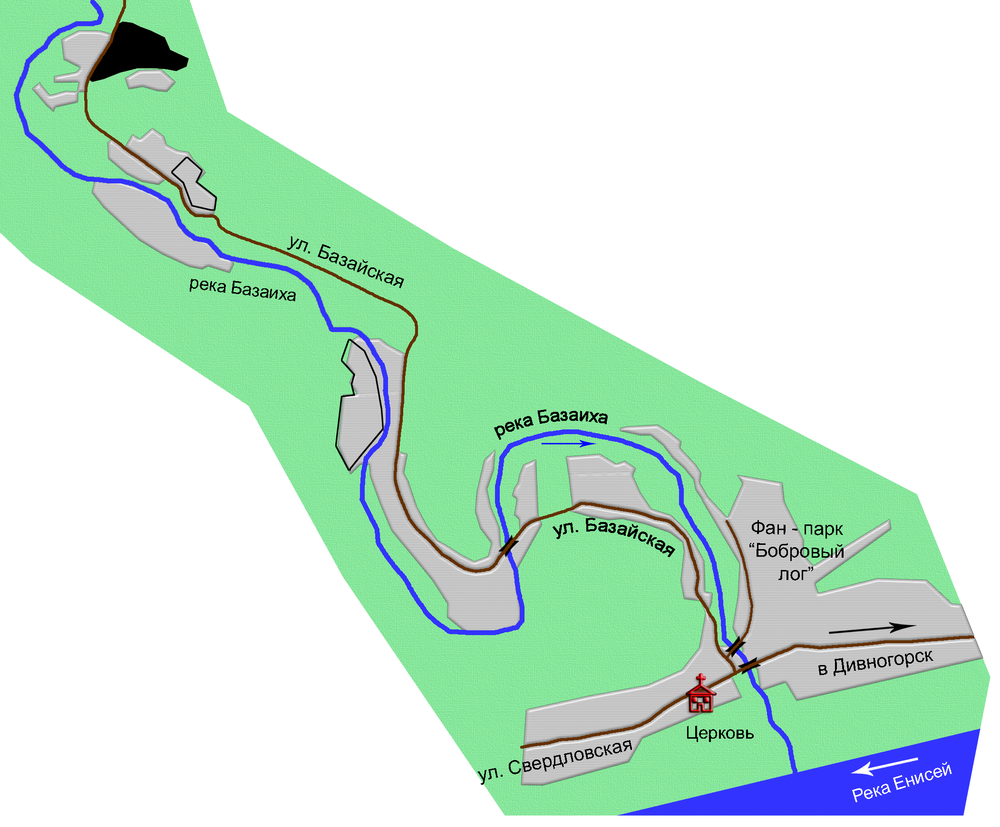 ул. Базайская
река Базаиха
река Базаиха
ул. Базайская
Фан - парк
“Бобровый
лог”
в Дивногорск
Церковь
ул. Свердловская
Река Енисей